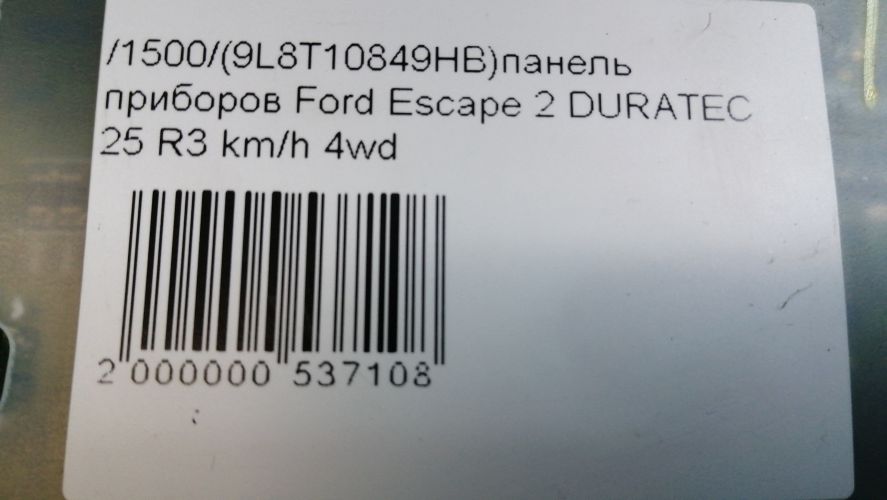 /1500/(9L8T10849HB)панель
приборов Ford Escape 2 DURATEC
25 R3 km/h 4wd
2 000000 537108